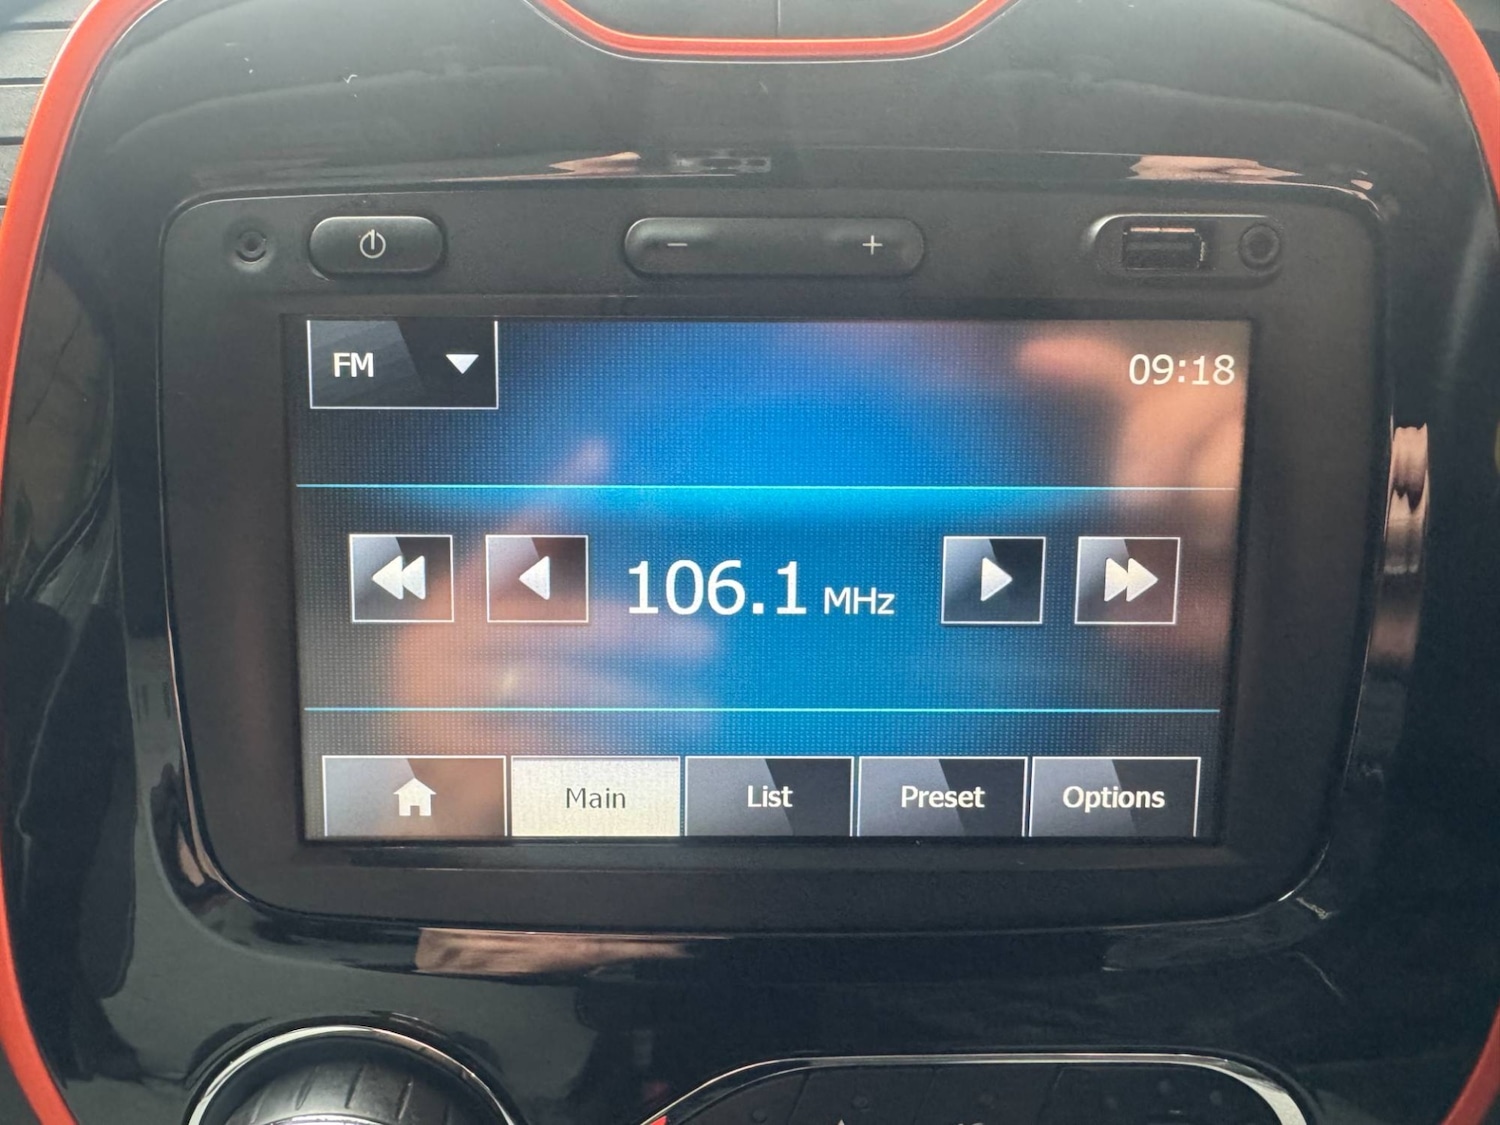 FM
09:18
106.1 MHz
Main List Preset Options